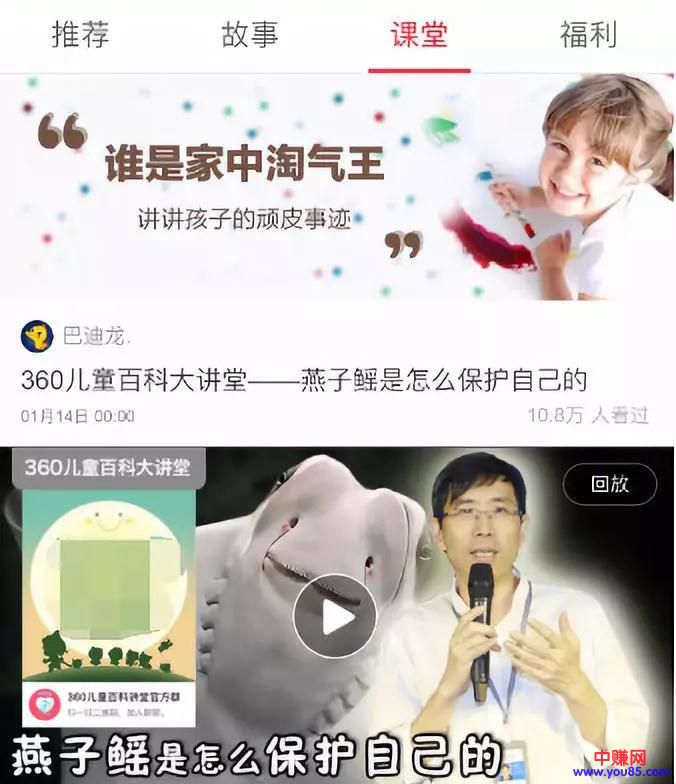 推荐 故事 课堂 福利
谁是家中淘气王
讲讲孩子的顽皮事迹
巴迪龙.
360儿童百科大讲堂——燕子鳐是怎么保护自己的
01月14日 00:00 10.8万 人看过
360儿童百科大讲堂
回放
360儿童百科讲堂官方群
扫一扫二维码，加入群聊。
燕子鳐是怎么保护自己的
中赚网
www.you85.com